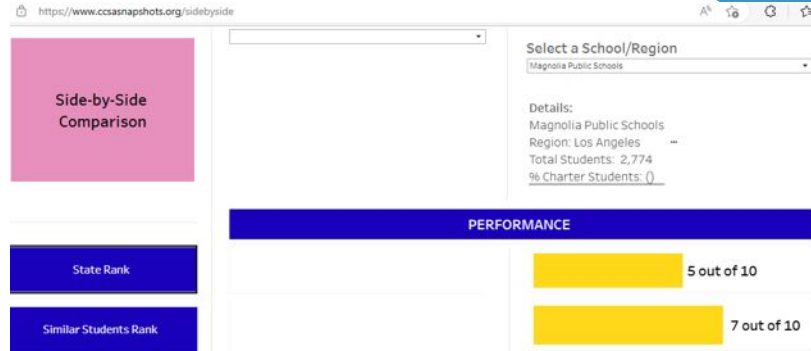 https://www.ccsasnapshots.org/sidebyside
Side-by-Side
Comparison
Select a School/Region
Magnolia Public Schools
Details:
Magnolia Public Schools
Region: Los Angeles
Total Students: 2,774
% Charter Students: ()
PERFORMANCE
State Rank
5 out of 10
Similar Students Rank
7 out of 10